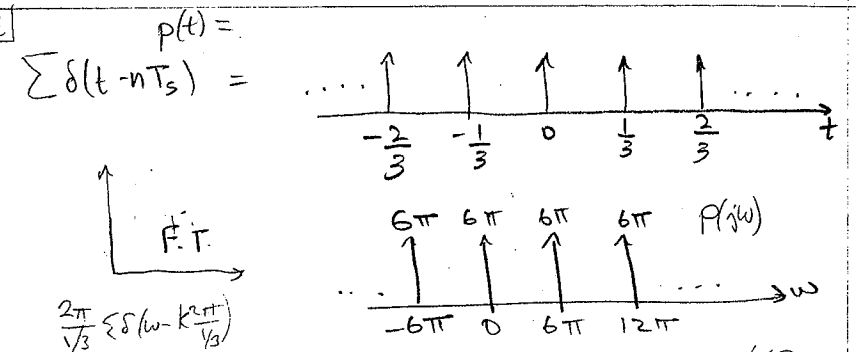 p(t) =
∑ δ(t - nTs) =
.... -2/3 -1/3 0 1/3 2/3 .... t
F.T.
6π 6π 6π 6π P(jω)
... -6π 0 6π 12π .... ω
2π/1/3 ∑δ(ω - k 2π/1/3)